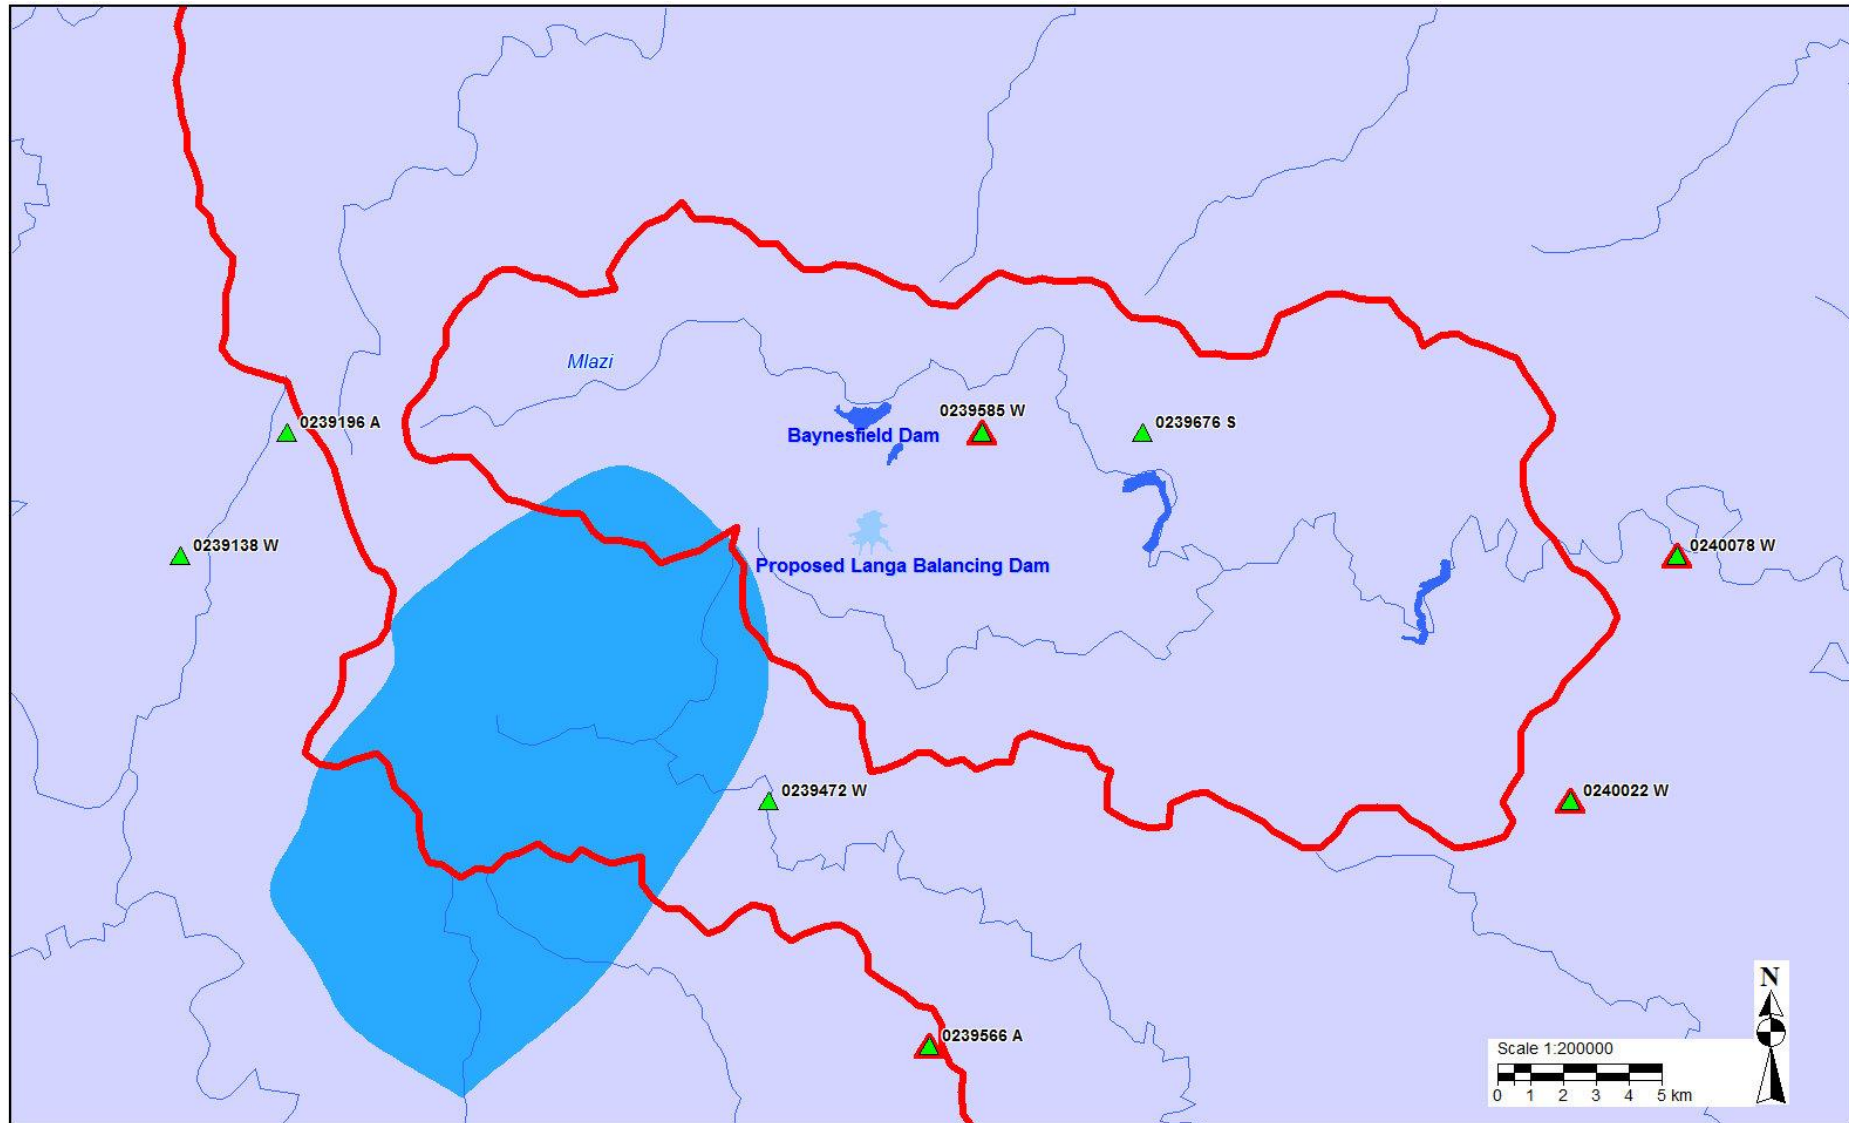 Mlazi
0239585 W
0239196 A
0239676 S
Baynesfield Dam
0239138 W
0240078 W
Proposed Langa Balancing Dam
0239472 W
0240022 W
N
0239566 A
Scale 1:200000
0 1 2 3 4 5 km